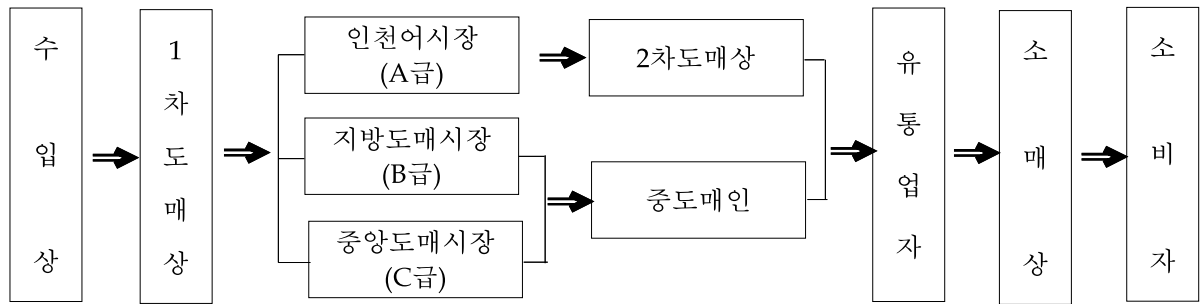 수입상
1차도매상
인천어시장
(A급)
지방도매시장
(B급)
중앙도매시장
(C급)
2차도매상
중도매인
유통업자
소매상
소비자